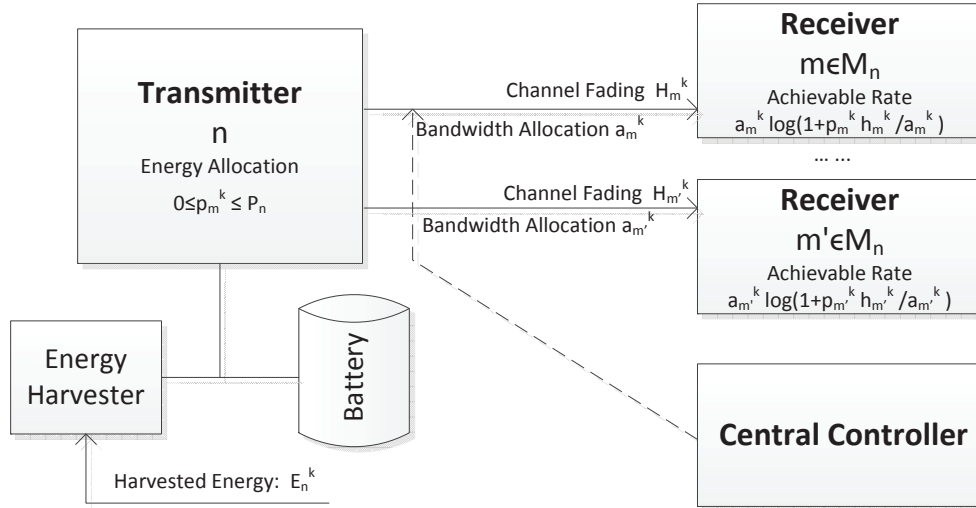 Transmitter
n
Energy Allocation
0≤p_m^k ≤ P_n
Channel Fading H_m^k
Bandwidth Allocation a_m^k
Receiver
mϵM_n
Achievable Rate
a_m^k log(1+p_m^k h_m^k /a_m^k )
... ...
Channel Fading H_m'^k
Bandwidth Allocation a_m'^k
Receiver
m'ϵM_n
Achievable Rate
a_m'^k log(1+p_m'^k h_m'^k /a_m'^k )
Energy
Harvester
Battery
Central Controller
Harvested Energy: E_n^k